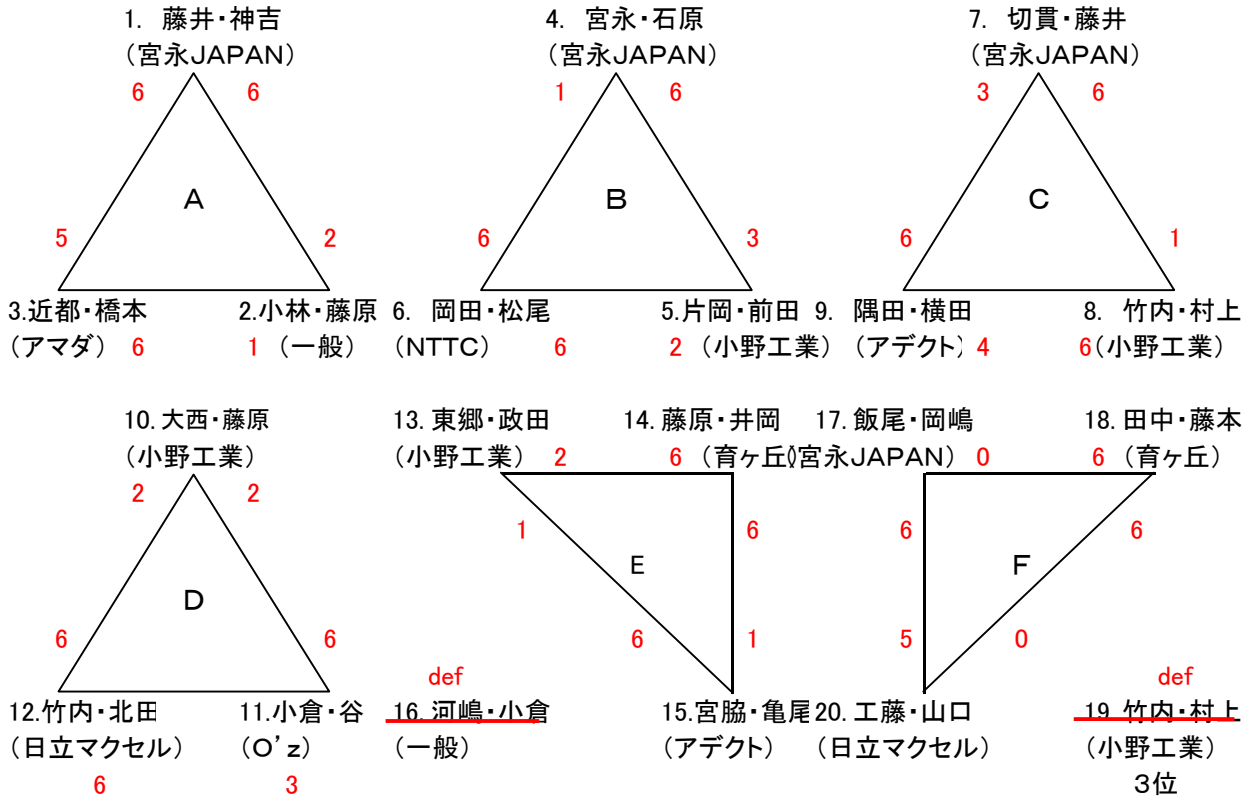 1. 藤井・神吉 4. 宮永・石原 7. 切貫・藤井
(宮永JAPAN) (宮永JAPAN) (宮永JAPAN)
6 6 1 6 3 6
A B C
5 2 6 3 6 1
3.近都・橋本 2.小林・藤原 6. 岡田・松尾 5.片岡・前田 9. 隅田・横田 8. 竹内・村上
(アマダ) 6 1 (一般) (NTTC) 6 2 (小野工業) (アデクト) 4 6(小野工業)
10.大西・藤原 13.東郷・政田 14.藤原・井岡 17.飯尾・岡嶋 18.田中・藤本
(小野工業) (小野工業) 2 6 (育ヶ丘) (宮永JAPAN) 0 6 (育ヶ丘)
2 2
1 6 6 6
E F
D
6 6 6 1 5 0
def def
12.竹内・北田 11.小倉・谷 16.河嶋・小倉 15.宮脇・亀尾 20.工藤・山口 19.竹内・村上
(日立マクセル) (O'z) (一般) (アデクト) (日立マクセル) (小野工業)
6 3 3位